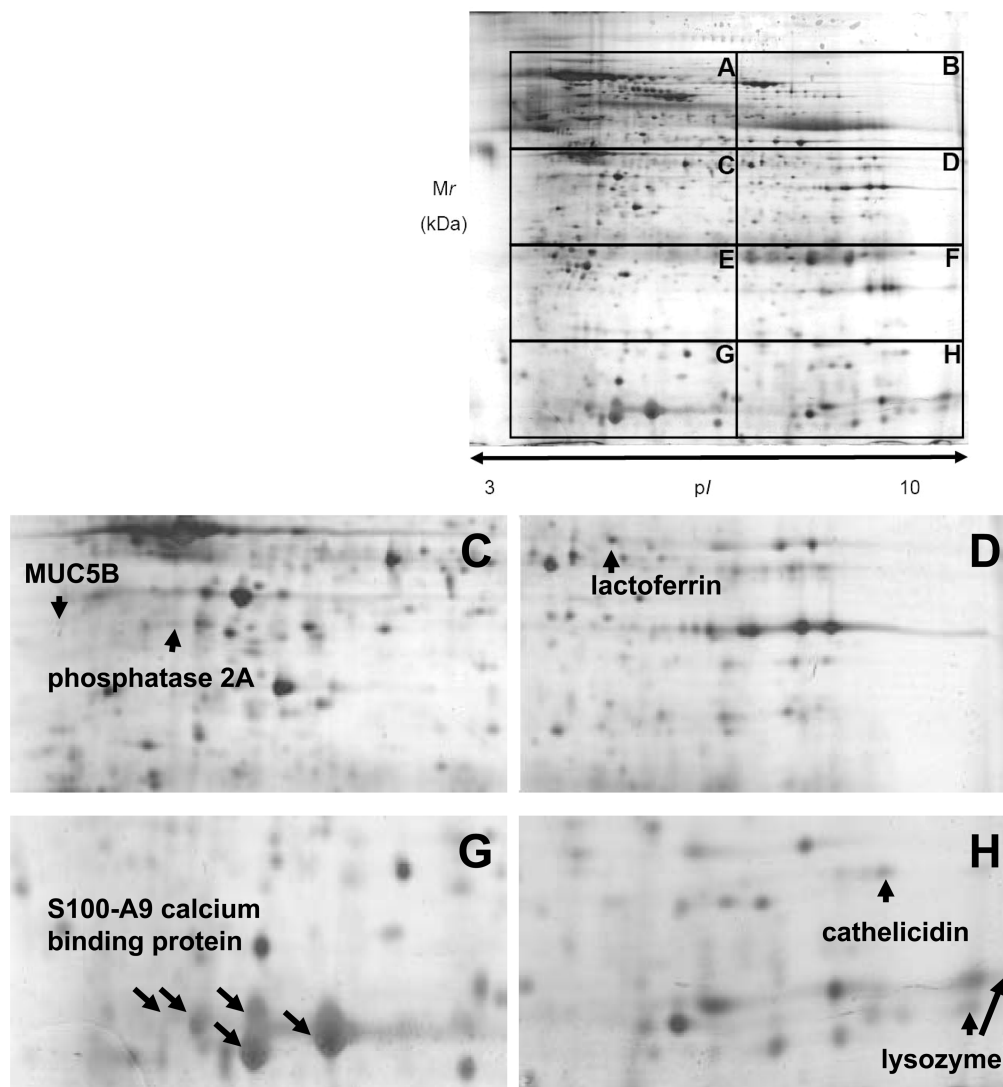 A
B
Mr
(kDa)
C
D
E
F
G
H
3
pI
10
C
MUC5B
phosphatase 2A
D
lactoferrin
G
S100-A9 calcium
binding protein
H
cathelicidin
lysozyme